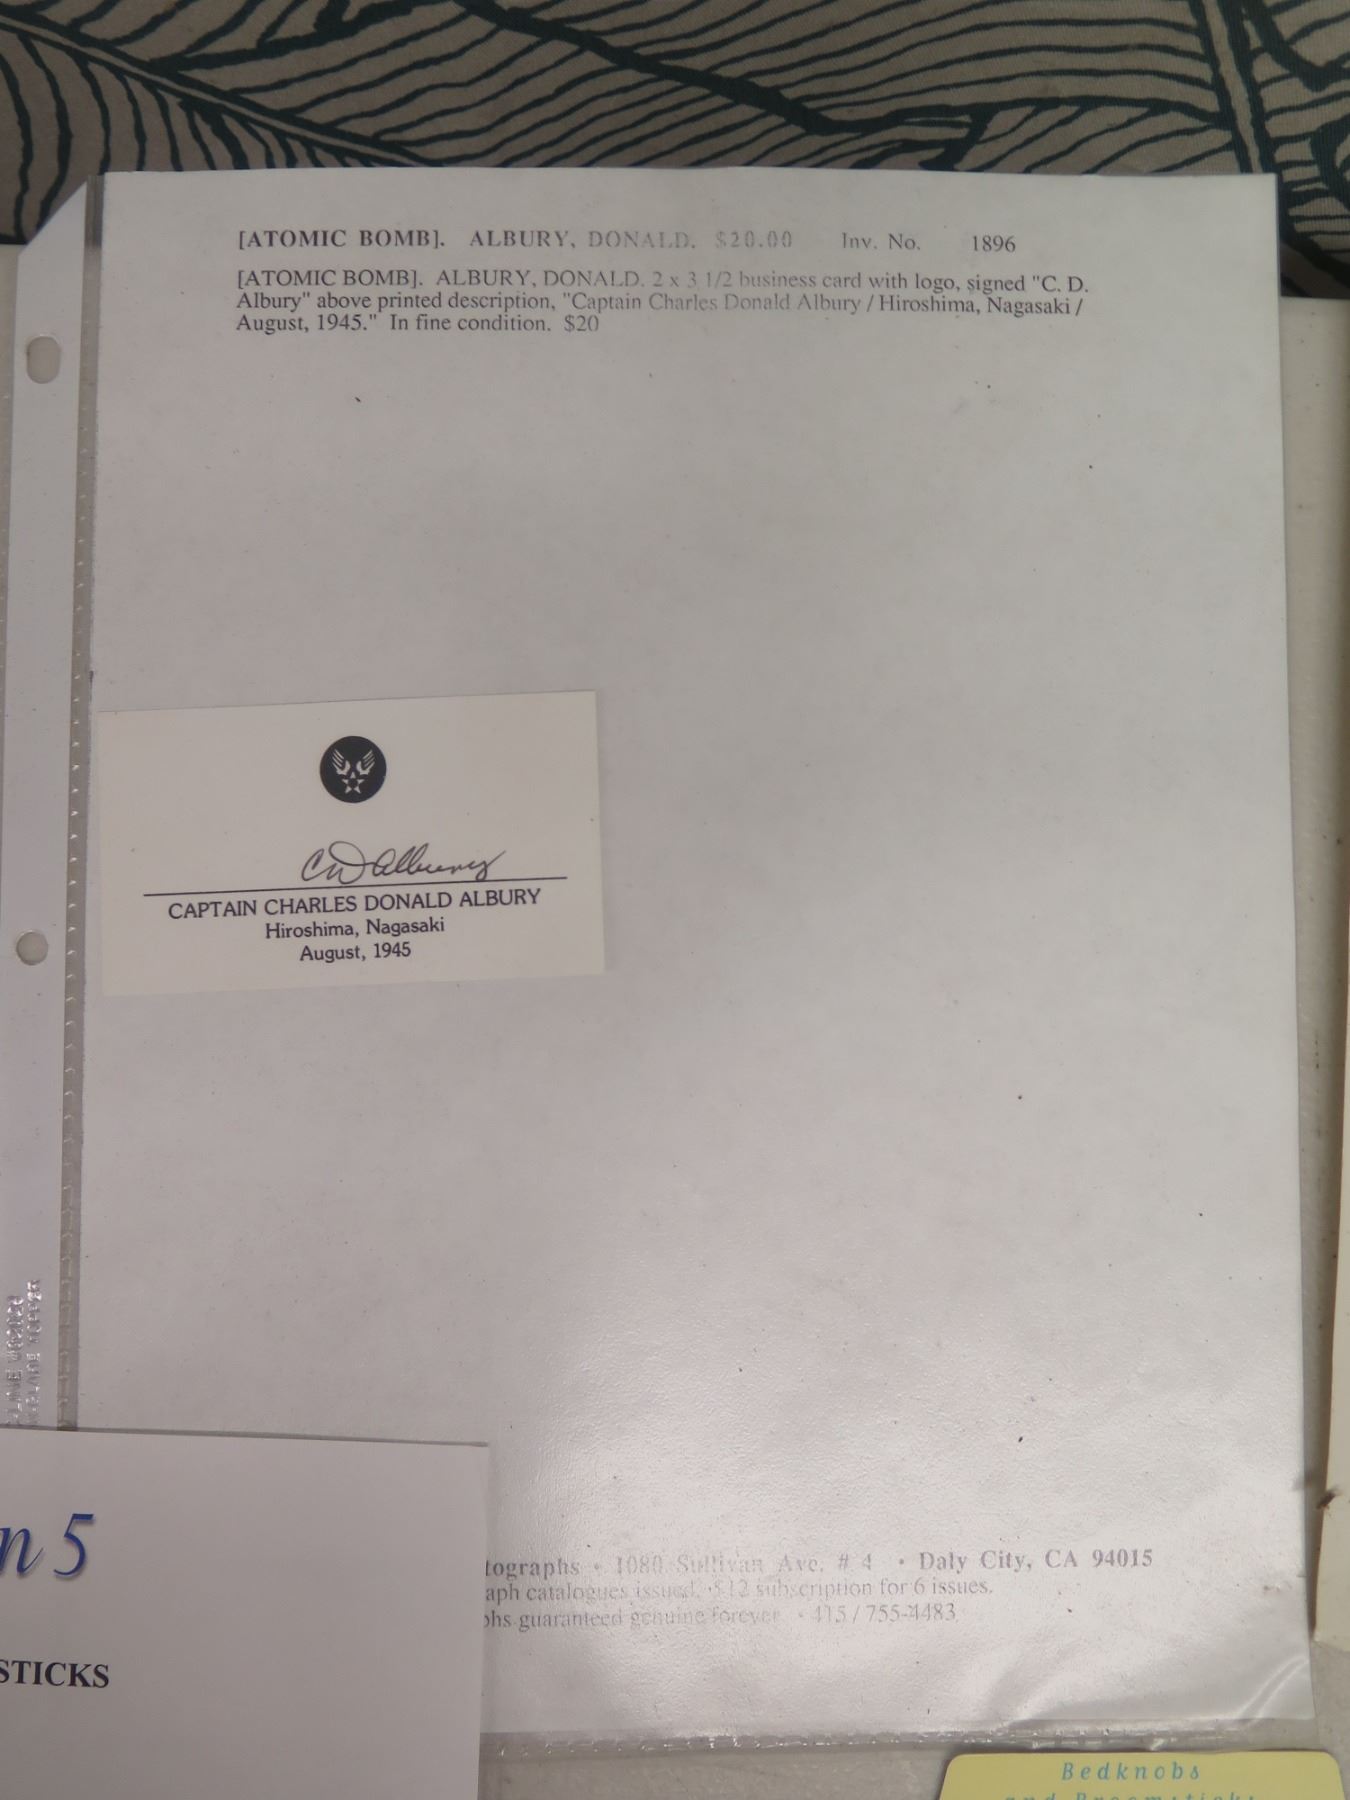 [ATOMIC BOMB]. ALBURY, DONALD. $20.00 Inv. No. 1896
[ATOMIC BOMB]. ALBURY, DONALD. 2 x 3 1/2 business card with logo, signed "C. D.
Albury" above printed description, "Captain Charles Donald Albury / Hiroshima, Nagasaki /
August, 1945." In fine condition. $20
CDAlbury
CAPTAIN CHARLES DONALD ALBURY
Hiroshima, Nagasaki
August, 1945
tographs • 1080 Sullivan Ave. # 4 • Daly City, CA 94015
aph catalogues issued. $12 subscription for 6 issues.
phs guaranteed genuine forever. • 415 / 755-4483
n 5
STICKS
Bedknobs
and Broomsticks